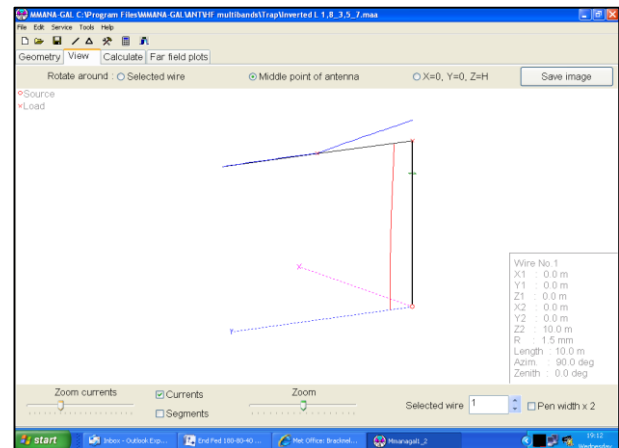 MMANA-GAL C:\Program Files\MMANA-GAL\ANT\HF multibands\Trap\Inverted L 1,8_3,5_7.maa
File Edit Service Tools Help
Geometry View Calculate Far field plots
Rotate around : Selected wire Middle point of antenna X=0, Y=0, Z=H Save image
Source
×Load
X
Y
Wire No.1
X1 : 0.0 m
Y1 : 0.0 m
Z1 : 0.0 m
X2 : 0.0 m
Y2 : 0.0 m
Z2 : 10.0 m
R : 1.5 mm
Length : 10.0 m
Azim. : 90.0 deg
Zenith : 0.0 deg
Zoom currents Currents Zoom
Segments Selected wire 1 Pen width x 2
start Inbox - Outlook Exp... End Fed 160-80-40 ... Met Office: Bracknel... Mmanagall_2 19:12
Wednesday